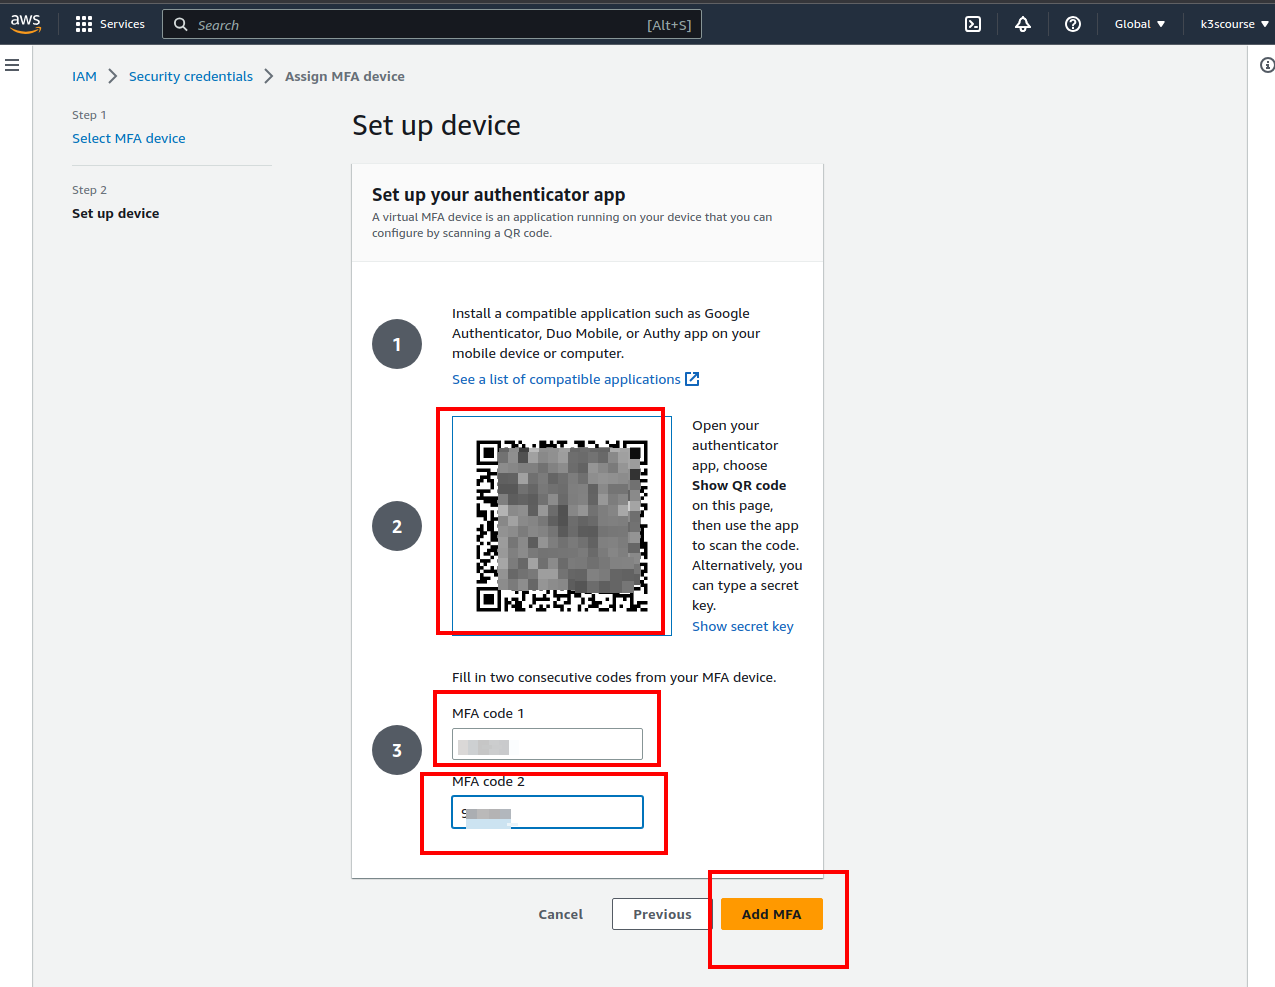 aws
Services
Search
[Alt+S]
Global
k3scourse
IAM
Security credentials
Assign MFA device
Step 1
Select MFA device
Step 2
Set up device
Set up device
Set up your authenticator app
A virtual MFA device is an application running on your device that you can
configure by scanning a QR code.
1
Install a compatible application such as Google
Authenticator, Duo Mobile, or Authy app on your
mobile device or computer.
See a list of compatible applications
2
Open your
authenticator
app, choose
Show QR code
on this page,
then use the app
to scan the code.
Alternatively, you
can type a secret
key.
Show secret key
3
Fill in two consecutive codes from your MFA device.
MFA code 1
MFA code 2
Cancel
Previous
Add MFA